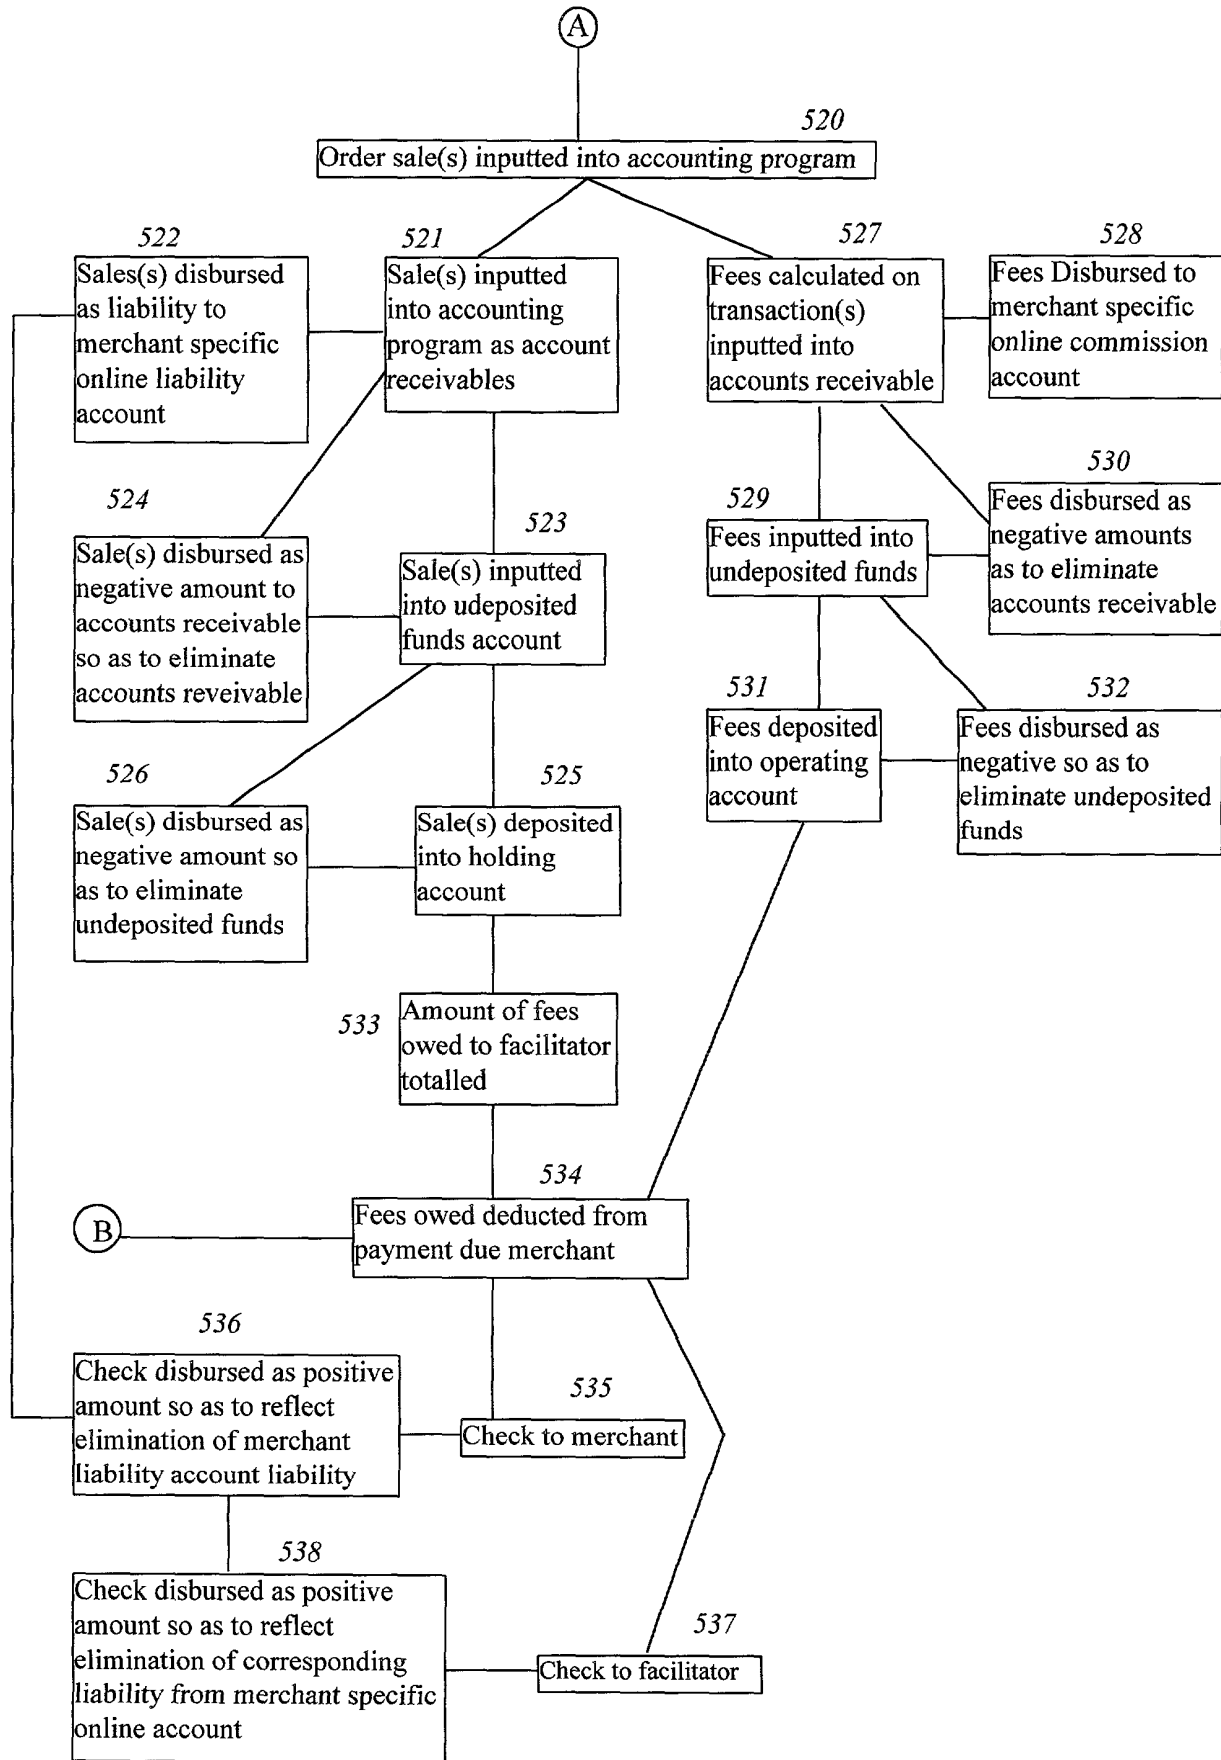 A
520
Order sale(s) inputted into accounting program
522
Sales(s) disbursed
as liability to
merchant specific
online liability
account
521
Sale(s) inputted
into accounting
program as account
receivables
527
Fees calculated on
transaction(s)
inputted into
accounts receivable
528
Fees Disbursed to
merchant specific
online commission
account
524
Sale(s) disbursed as
negative amount to
accounts receivable
so as to eliminate
accounts reveivable
523
Sale(s) inputted
into udeposited
funds account
529
Fees inputted into
undeposited funds
530
Fees disbursed as
negative amounts
as to eliminate
accounts receivable
526
Sale(s) disbursed as
negative amount so
as to eliminate
undeposited funds
525
Sale(s) deposited
into holding
account
531
Fees deposited
into operating
account
532
Fees disbursed as
negative so as to
eliminate undeposited
funds
533
Amount of fees
owed to facilitator
totalled
534
Fees owed deducted from
payment due merchant
B
536
Check disbursed as positive
amount so as to reflect
elimination of merchant
liability account liability
535
Check to merchant
538
Check disbursed as positive
amount so as to reflect
elimination of corresponding
liability from merchant specific
online account
537
Check to facilitator